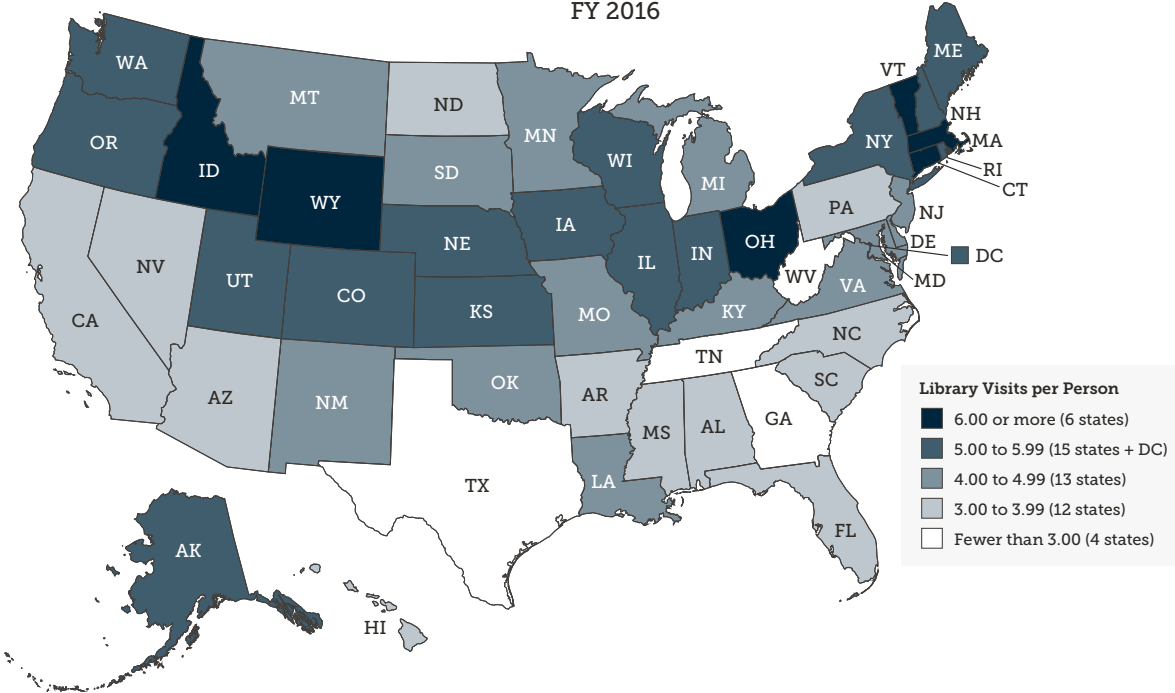 FY 2016
ME
WA
VT
MT
ND
NH
MN
OR
NY
MA
WI
ID
SD
RI
MI
CT
WY
PA
NJ
IA
NE
OH
DE
IN
DC
IL
NV
UT
WV
MD
CO
VA
KS
MO
KY
CA
NC
TN
SC
OK
AR
AZ
NM
GA
AL
MS
LA
TX
FL
AK
HI
Library Visits per Person
6.00 or more (6 states)
5.00 to 5.99 (15 states + DC)
4.00 to 4.99 (13 states)
3.00 to 3.99 (12 states)
Fewer than 3.00 (4 states)